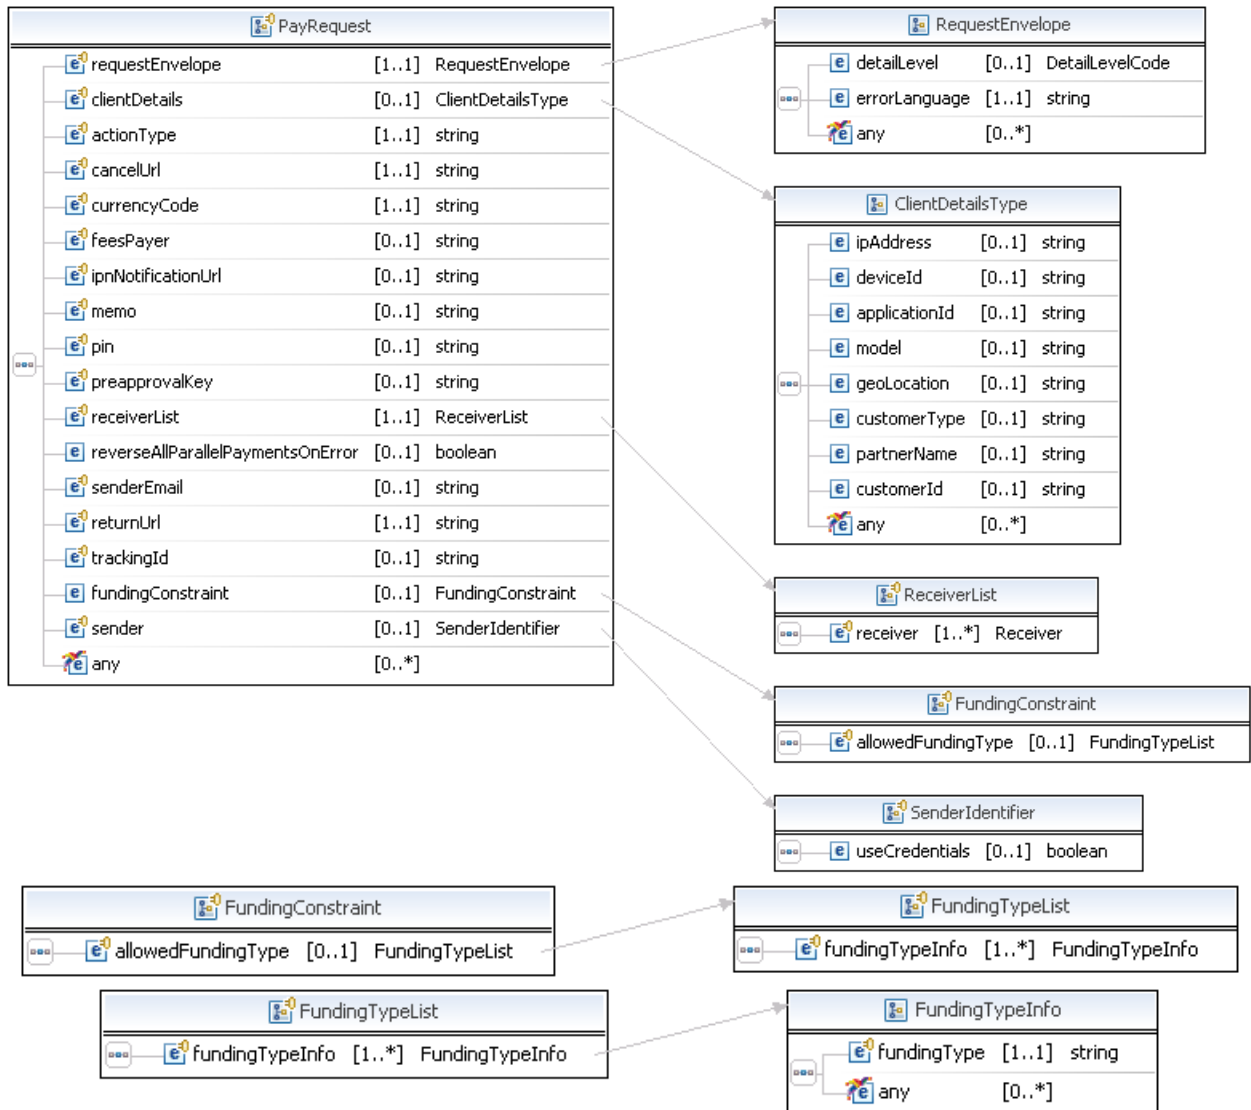 PayRequest
requestEnvelope [1..1] RequestEnvelope
clientDetails [0..1] ClientDetailsType
actionType [1..1] string
cancelUrl [1..1] string
currencyCode [1..1] string
feesPayer [0..1] string
ipnNotificationUrl [0..1] string
memo [0..1] string
pin [0..1] string
preapprovalKey [0..1] string
receiverList [1..1] ReceiverList
reverseAllParallelPaymentsOnError [0..1] boolean
senderEmail [0..1] string
returnUrl [1..1] string
trackingId [0..1] string
fundingConstraint [0..1] FundingConstraint
sender [0..1] SenderIdentifier
any [0..*]
RequestEnvelope
detailLevel [0..1] DetailLevelCode
errorLanguage [1..1] string
any [0..*]
ClientDetailsType
ipAddress [0..1] string
deviceId [0..1] string
applicationId [0..1] string
model [0..1] string
geoLocation [0..1] string
customerType [0..1] string
partnerName [0..1] string
customerId [0..1] string
any [0..*]
ReceiverList
receiver [1..*] Receiver
FundingConstraint
allowedFundingType [0..1] FundingTypeList
SenderIdentifier
useCredentials [0..1] boolean
FundingConstraint
allowedFundingType [0..1] FundingTypeList
FundingTypeList
fundingTypeInfo [1..*] FundingTypeInfo
FundingTypeList
fundingTypeInfo [1..*] FundingTypeInfo
FundingTypeInfo
fundingType [1..1] string
any [0..*]